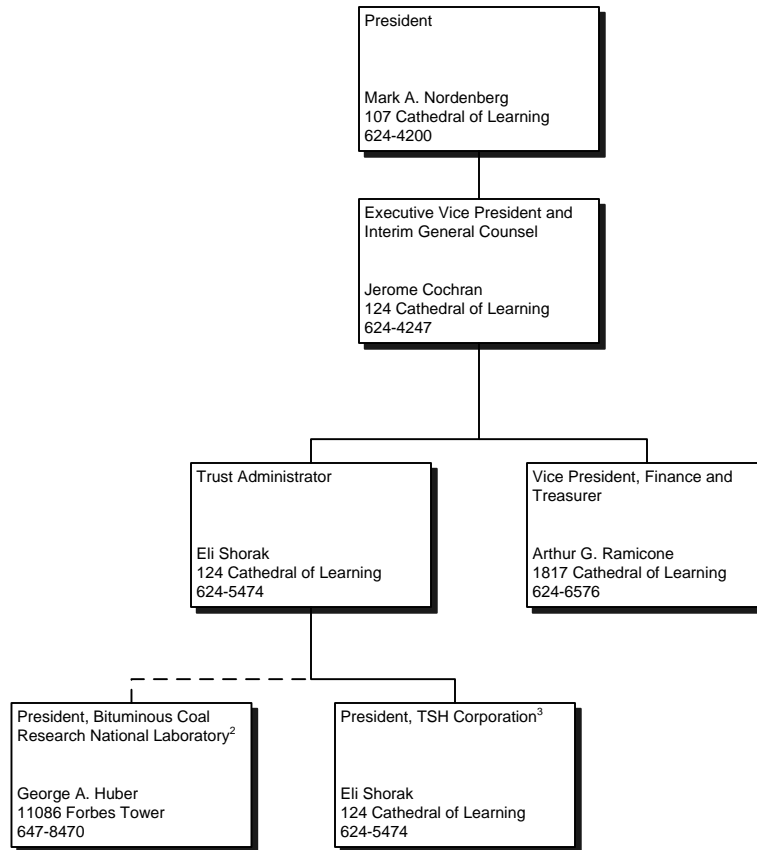 President
Mark A. Nordenberg
107 Cathedral of Learning
624-4200
Executive Vice President and
Interim General Counsel
Jerome Cochran
124 Cathedral of Learning
624-4247
Trust Administrator
Eli Shorak
124 Cathedral of Learning
624-5474
Vice President, Finance and
Treasurer
Arthur G. Ramicone
1817 Cathedral of Learning
624-6576
President, Bituminous Coal
Research National Laboratory²
George A. Huber
11086 Forbes Tower
647-8470
President, TSH Corporation³
Eli Shorak
124 Cathedral of Learning
624-5474